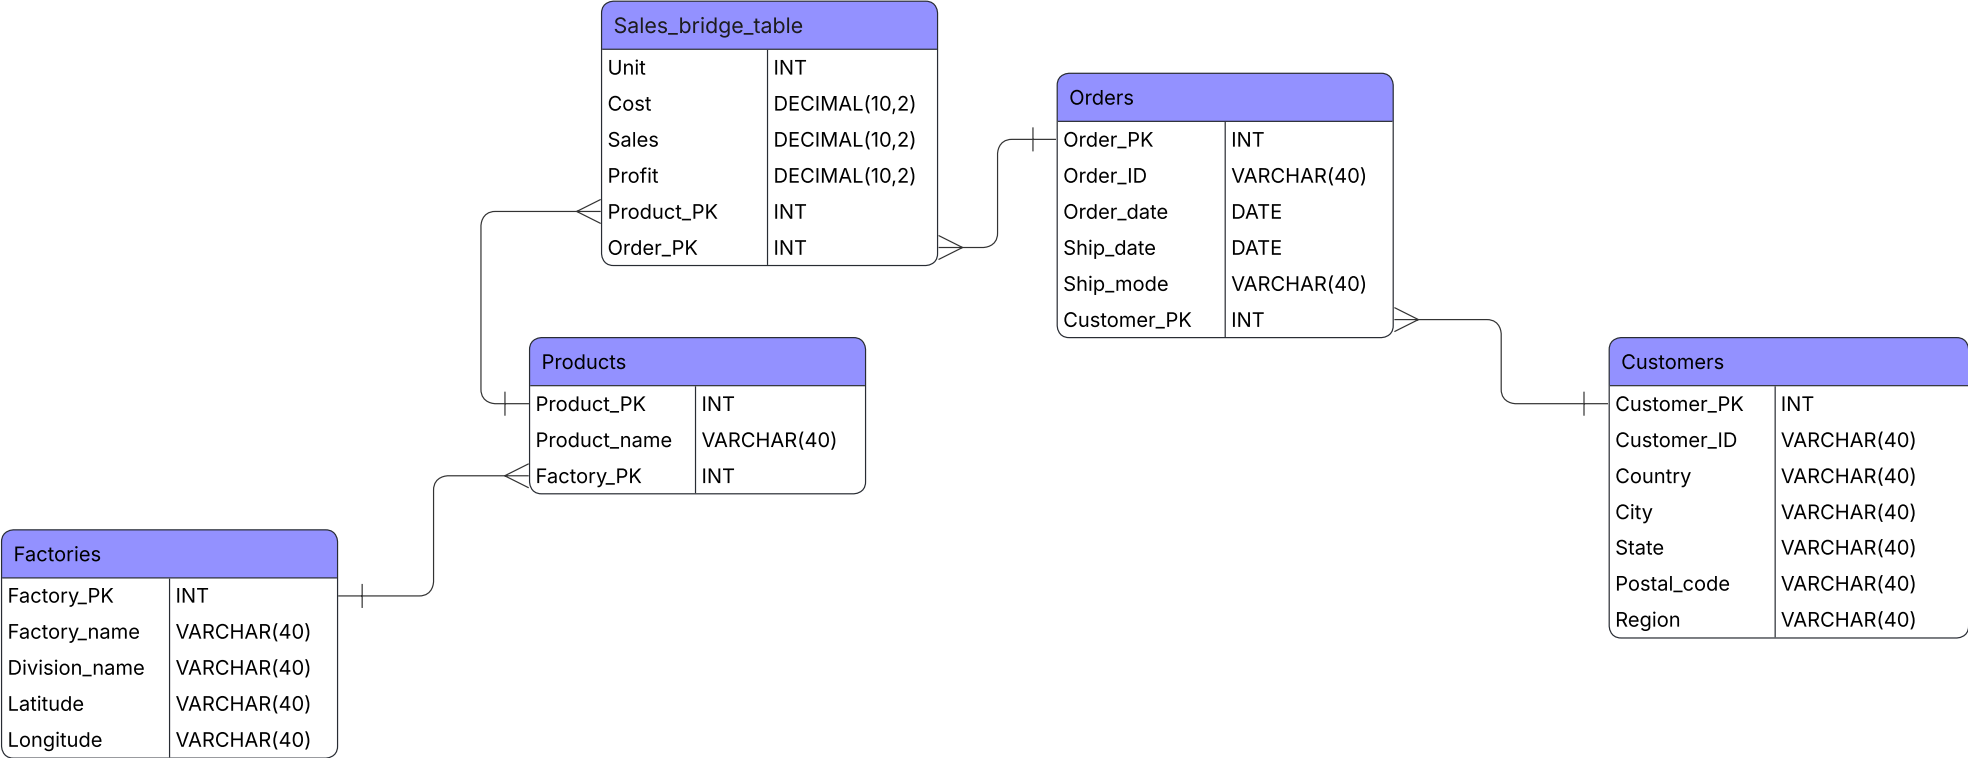 Sales_bridge_table
Unit INT
Cost DECIMAL(10,2)
Sales DECIMAL(10,2)
Profit DECIMAL(10,2)
Product_PK INT
Order_PK INT
Orders
Order_PK INT
Order_ID VARCHAR(40)
Order_date DATE
Ship_date DATE
Ship_mode VARCHAR(40)
Customer_PK INT
Products
Product_PK INT
Product_name VARCHAR(40)
Factory_PK INT
Customers
Customer_PK INT
Customer_ID VARCHAR(40)
Country VARCHAR(40)
City VARCHAR(40)
State VARCHAR(40)
Postal_code VARCHAR(40)
Region VARCHAR(40)
Factories
Factory_PK INT
Factory_name VARCHAR(40)
Division_name VARCHAR(40)
Latitude VARCHAR(40)
Longitude VARCHAR(40)